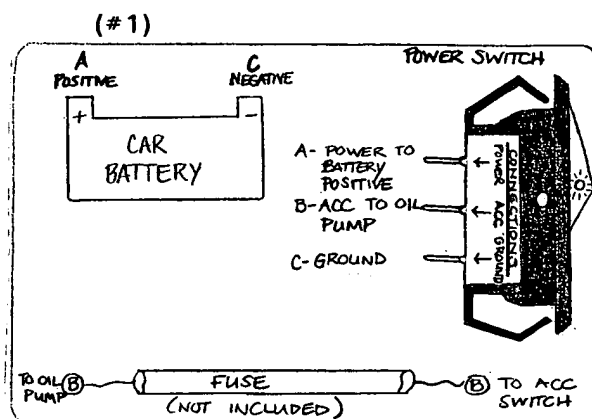 (#1)
A
POSITIVE
C
NEGATIVE
+
-
CAR
BATTERY
POWER SWITCH
A- POWER TO
BATTERY
POSITIVE
B-ACC TO OIL
PUMP
C-GROUND
CONNECTIONS
POWER ACC GROUND
TO OIL
PUMP
B
FUSE
(NOT INCLUDED)
B
TO ACC
SWITCH